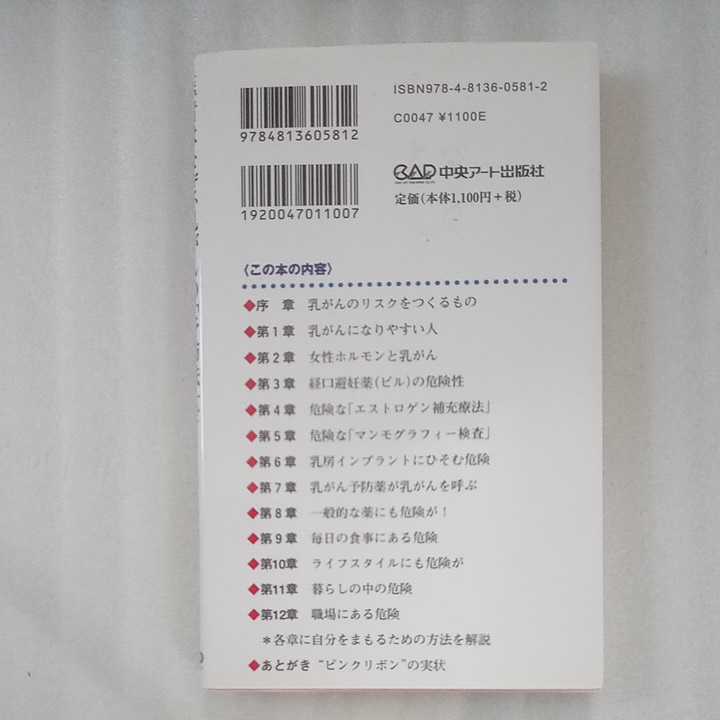 ISBN978-4-8136-0581-2
C0047 ¥1100E
9784813605812
CAD 中央アート出版社
定価(本体1,100円+税)
1920047011007
〈この本の内容〉
◆序 章 乳がんのリスクをつくるもの
◆第1章 乳がんになりやすい人
◆第2章 女性ホルモンと乳がん
◆第3章 経口避妊薬(ピル)の危険性
◆第4章 危険な「エストロゲン補充療法」
◆第5章 危険な「マンモグラフィー検査」
◆第6章 乳房インプラントにひそむ危険
◆第7章 乳がん予防薬が乳がんを呼ぶ
◆第8章 一般的な薬にも危険が!
◆第9章 毎日の食事にある危険
◆第10章 ライフスタイルにも危険が
◆第11章 暮らしの中の危険
◆第12章 職場にある危険
*各章に自分をまもるための方法を解説
◆あとがき “ピンクリボン”の実状